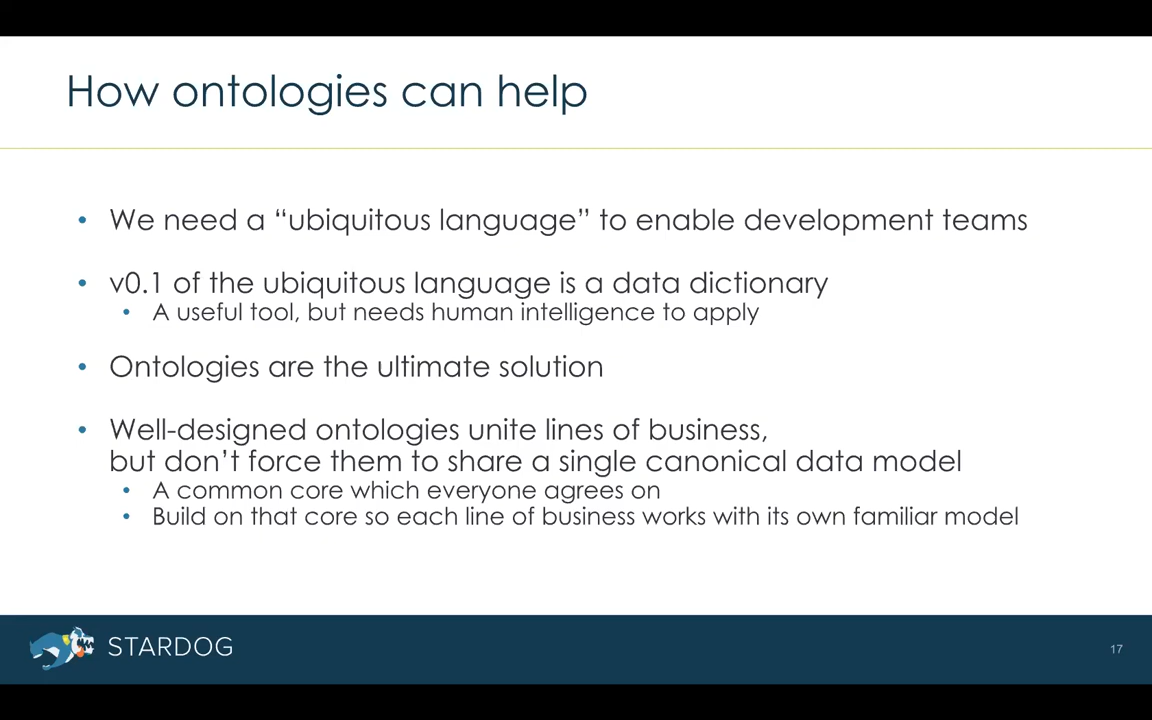 How ontologies can help
• We need a “ubiquitous language” to enable development teams
• v0.1 of the ubiquitous language is a data dictionary
• A useful tool, but needs human intelligence to apply
• Ontologies are the ultimate solution
• Well-designed ontologies unite lines of business,
but don’t force them to share a single canonical data model
• A common core which everyone agrees on
• Build on that core so each line of business works with its own familiar model
STARDOG
17